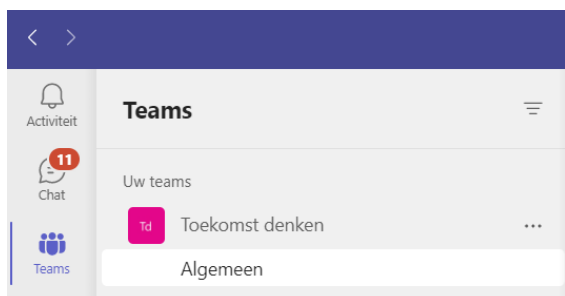 Activiteit
11
Chat
Teams
Teams
Uw teams
Td Toekomst denken
Algemeen